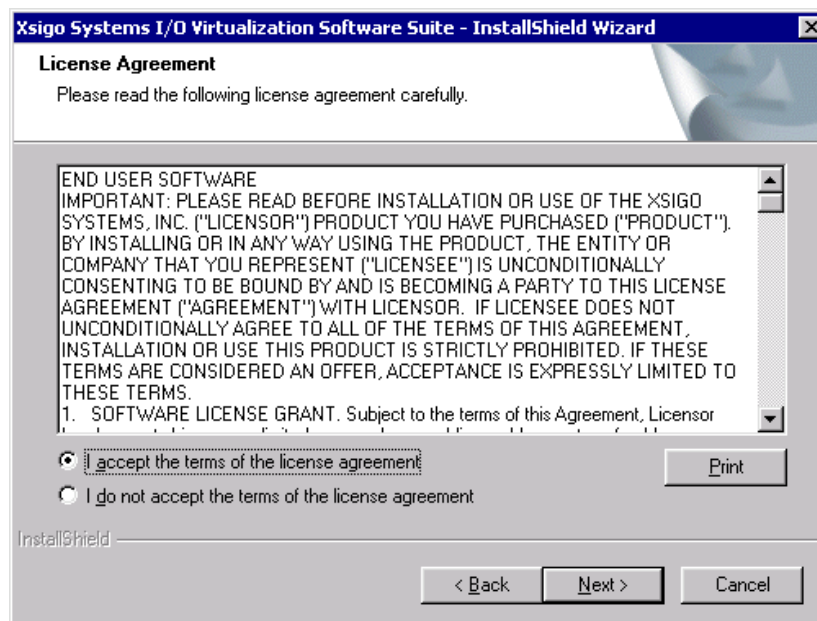 Xsigo Systems I/O Virtualization Software Suite - InstallShield Wizard
License Agreement
Please read the following license agreement carefully.
END USER SOFTWARE
IMPORTANT: PLEASE READ BEFORE INSTALLATION OR USE OF THE XSIGO
SYSTEMS, INC. ("LICENSOR") PRODUCT YOU HAVE PURCHASED ("PRODUCT").
BY INSTALLING OR IN ANY WAY USING THE PRODUCT, THE ENTITY OR
COMPANY THAT YOU REPRESENT ("LICENSEE") IS UNCONDITIONALLY
CONSENTING TO BE BOUND BY AND IS BECOMING A PARTY TO THIS LICENSE
AGREEMENT ("AGREEMENT") WITH LICENSOR.  IF LICENSEE DOES NOT
UNCONDITIONALLY AGREE TO ALL OF THE TERMS OF THIS AGREEMENT,
INSTALLATION OR USE THIS PRODUCT IS STRICTLY PROHIBITED. IF THESE
TERMS ARE CONSIDERED AN OFFER, ACCEPTANCE IS EXPRESSLY LIMITED TO
THESE TERMS.
1.   SOFTWARE LICENSE GRANT. Subject to the terms of this Agreement, Licensor
I accept the terms of the license agreement
Print
I do not accept the terms of the license agreement
InstallShield
< Back
Next >
Cancel